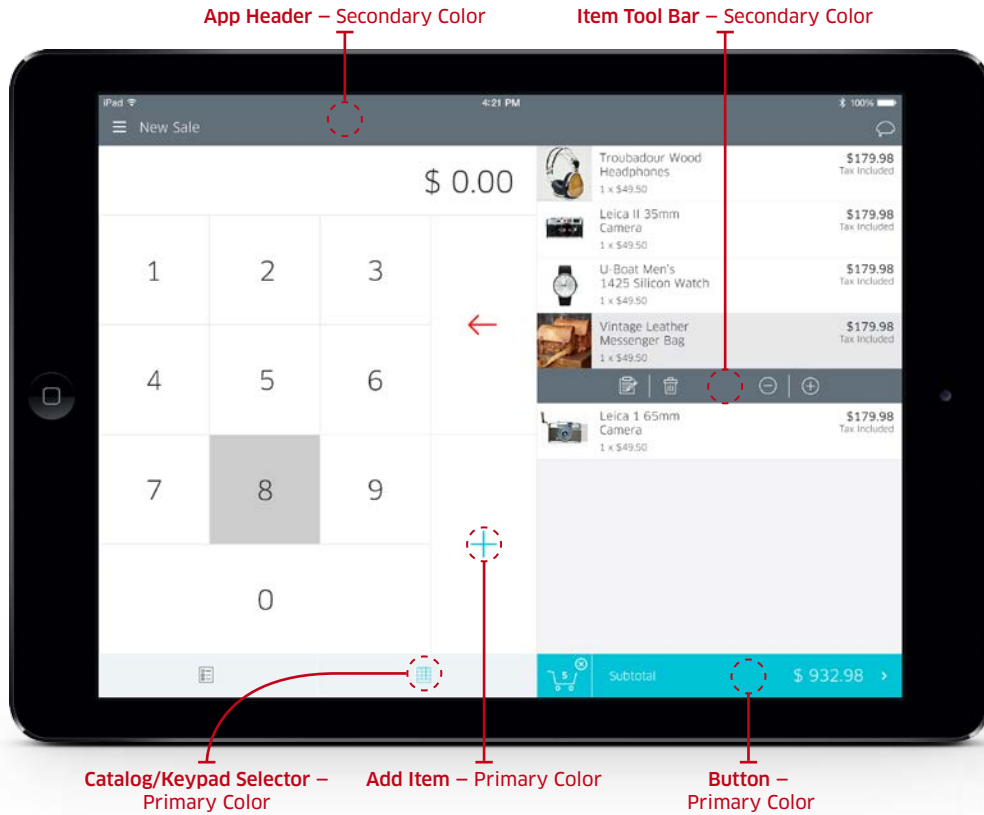 App Header – Secondary Color
Item Tool Bar – Secondary Color
iPad
4:21 PM
100%
New Sale
$ 0.00
Troubadour Wood
Headphones
1 x $49.50
$179.98
Tax Included
Leica II 35mm
Camera
1 x $49.50
$179.98
Tax Included
U-Boat Men's
1425 Silicon Watch
1 x $49.50
$179.98
Tax Included
Vintage Leather
Messenger Bag
1 x $49.50
$179.98
Tax Included
Leica 1 65mm
Camera
1 x $49.50
$179.98
Tax Included
1 2 3
4 5 6
7 8 9
0
5
Subtotal
$ 932.98
Catalog/Keypad Selector –
Primary Color
Add Item – Primary Color
Button –
Primary Color